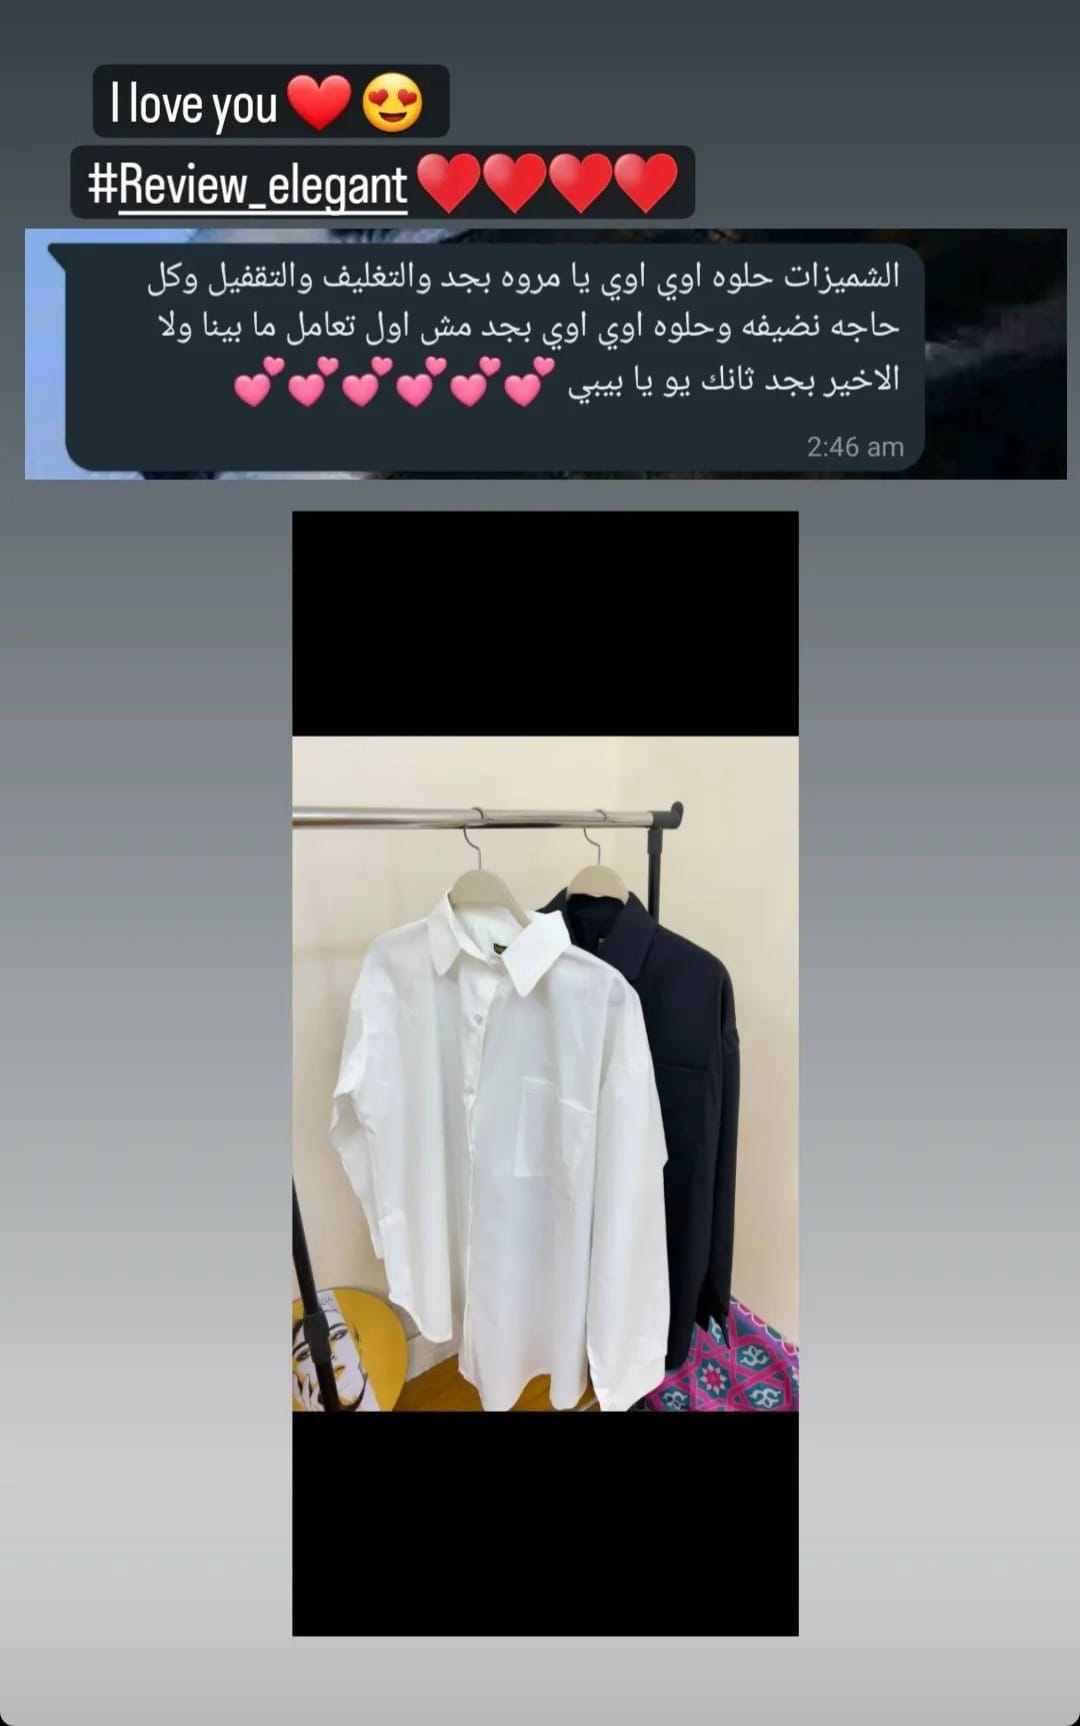 I love you ❤️😍
#Review_elegant ♥️♥️♥️♥️
الشميزات حلوه اوي اوي يا مروه بجد والتغليف والتقفيل وكل
حاجه نضيفه وحلوه اوي اوي بجد مش اول تعامل ما بينا ولا
الاخير بجد ثانك يو يا بيبي 💕💕💕💕💕💕
2:46 am